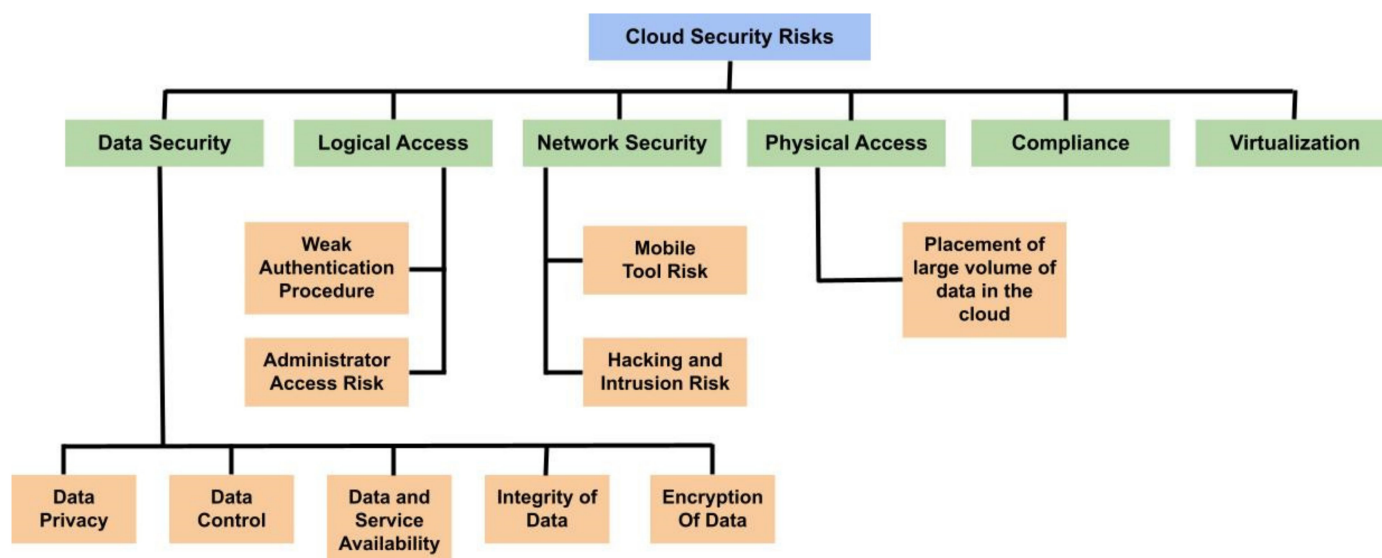 Cloud Security Risks
Data Security
Logical Access
Network Security
Physical Access
Compliance
Virtualization
Weak
Authentication
Procedure
Mobile
Tool Risk
Placement of
large volume of
data in the
cloud
Administrator
Access Risk
Hacking and
Intrusion Risk
Data
Privacy
Data
Control
Data and
Service
Availability
Integrity of
Data
Encryption
Of Data